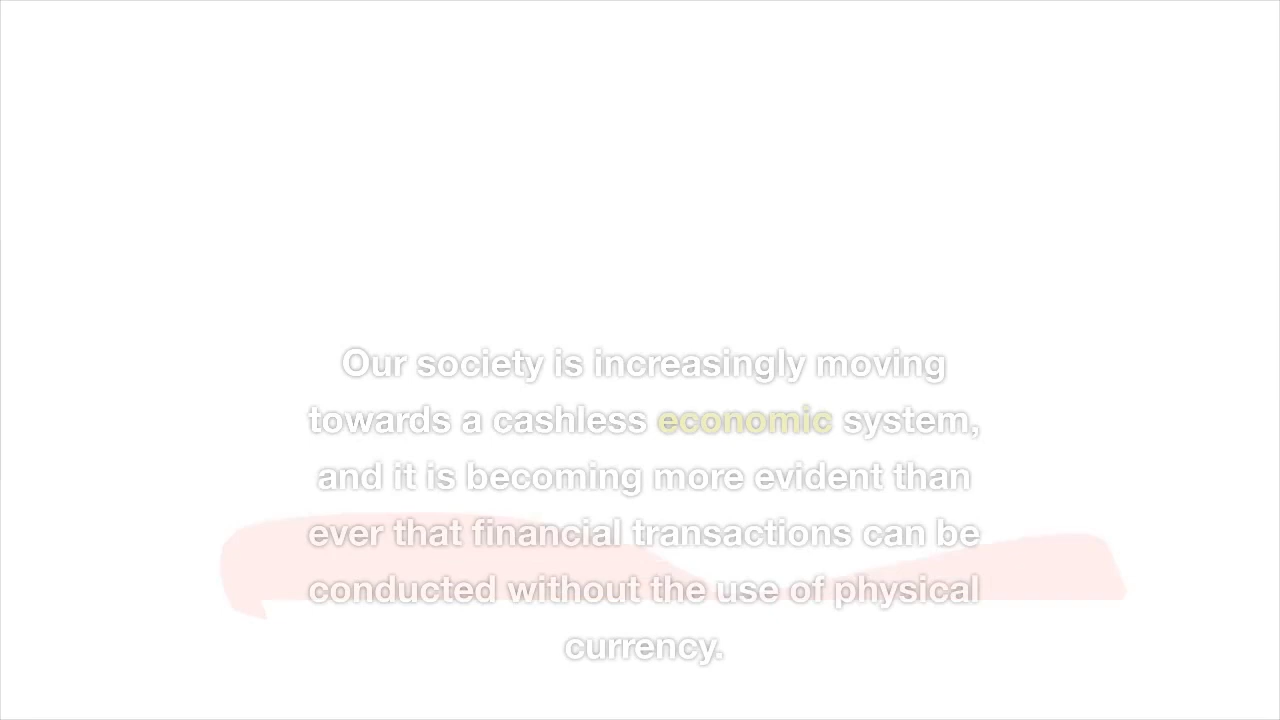 Our society is increasingly moving
towards a cashless economic system,
and it is becoming more evident than
ever that financial transactions can be
conducted without the use of physical
currency.